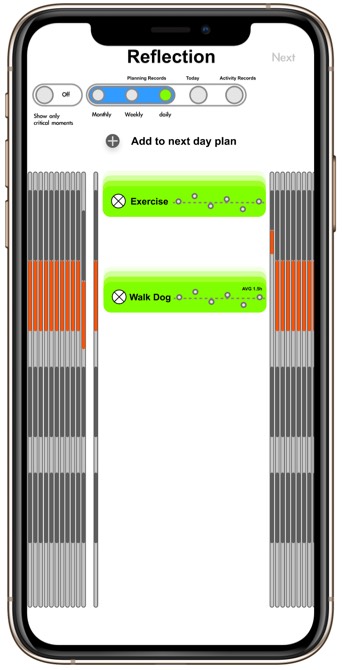 Reflection
Next
Planning Records
Today
Activity Records
Off
Show only
critical moments
Monthly
Weekly
daily
Add to next day plan
Exercise
AVG 1.5h
Walk Dog